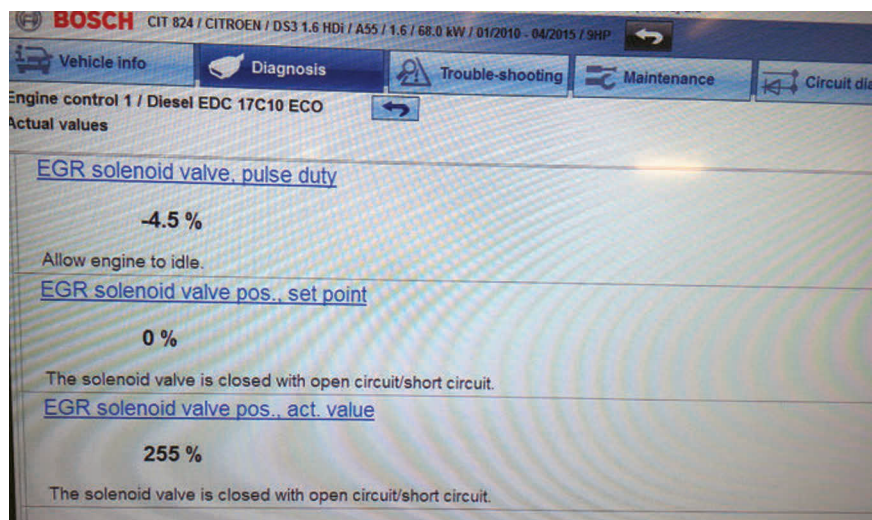 BOSCH CIT 824 / CITROEN / DS3 1.6 HDi / A55 / 1.6 / 68.0 kW / 01/2010 - 04/2015 / 9HP
Vehicle info Diagnosis Trouble-shooting Maintenance Circuit dia
Engine control 1 / Diesel EDC 17C10 ECO
Actual values
EGR solenoid valve, pulse duty
-4.5 %
Allow engine to idle.
EGR solenoid valve pos., set point
0 %
The solenoid valve is closed with open circuit/short circuit.
EGR solenoid valve pos., act. value
255 %
The solenoid valve is closed with open circuit/short circuit.